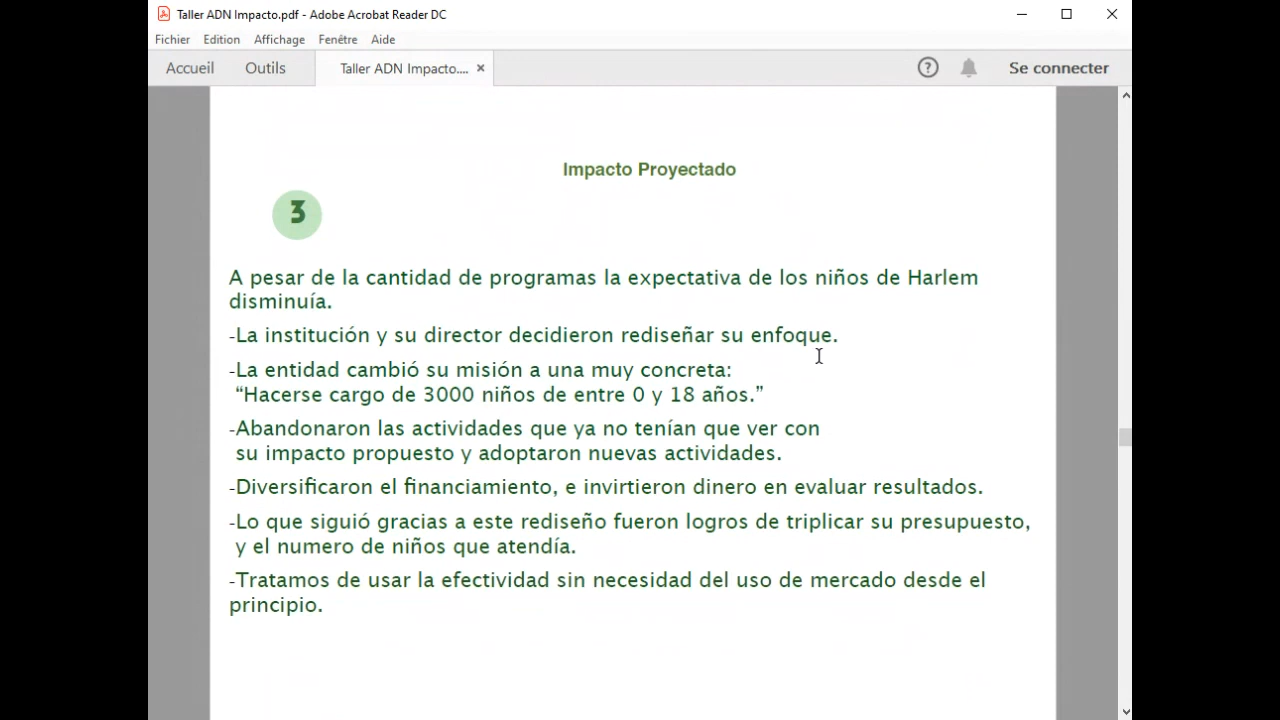 Taller ADN Impacto.pdf - Adobe Acrobat Reader DC
Fichier Edition Affichage Fenêtre Aide
Accueil Outils Taller ADN Impacto.... × ? Se connecter
Impacto Proyectado
3
A pesar de la cantidad de programas la expectativa de los niños de Harlem
disminuía.
-La institución y su director decidieron rediseñar su enfoque.
-La entidad cambió su misión a una muy concreta:
“Hacerse cargo de 3000 niños de entre 0 y 18 años.”
-Abandonaron las actividades que ya no tenían que ver con
su impacto propuesto y adoptaron nuevas actividades.
-Diversificaron el financiamiento, e invirtieron dinero en evaluar resultados.
-Lo que siguió gracias a este rediseño fueron logros de triplicar su presupuesto,
y el numero de niños que atendía.
-Tratamos de usar la efectividad sin necesidad del uso de mercado desde el
principio.